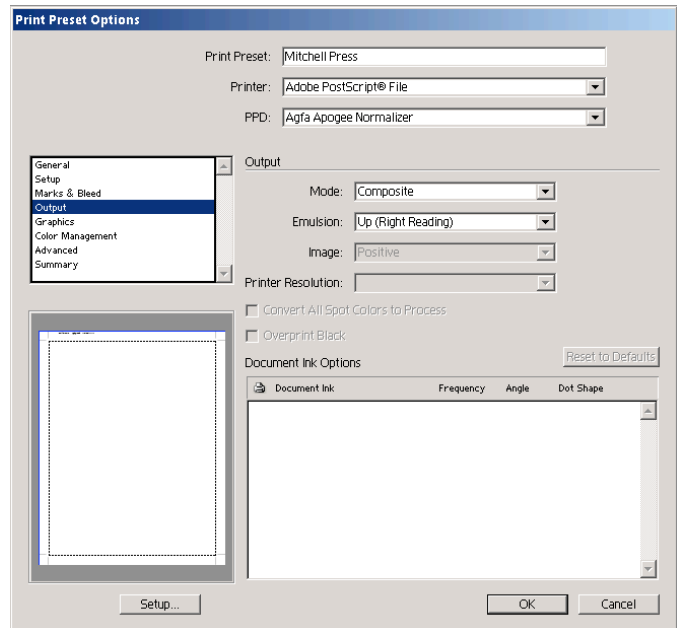 Print Preset Options
Print Preset: Mitchell Press
Printer: Adobe PostScript® File
PPD: Agfa Apogee Normalizer
General
Setup
Marks & Bleed
Output
Graphics
Color Management
Advanced
Summary
Output
Mode: Composite
Emulsion: Up (Right Reading)
Image: Positive
Printer Resolution:
Convert All Spot Colors to Process
Overprint Black
Document Ink Options
Reset to Defaults
Document Ink Frequency Angle Dot Shape
Setup...
OK
Cancel